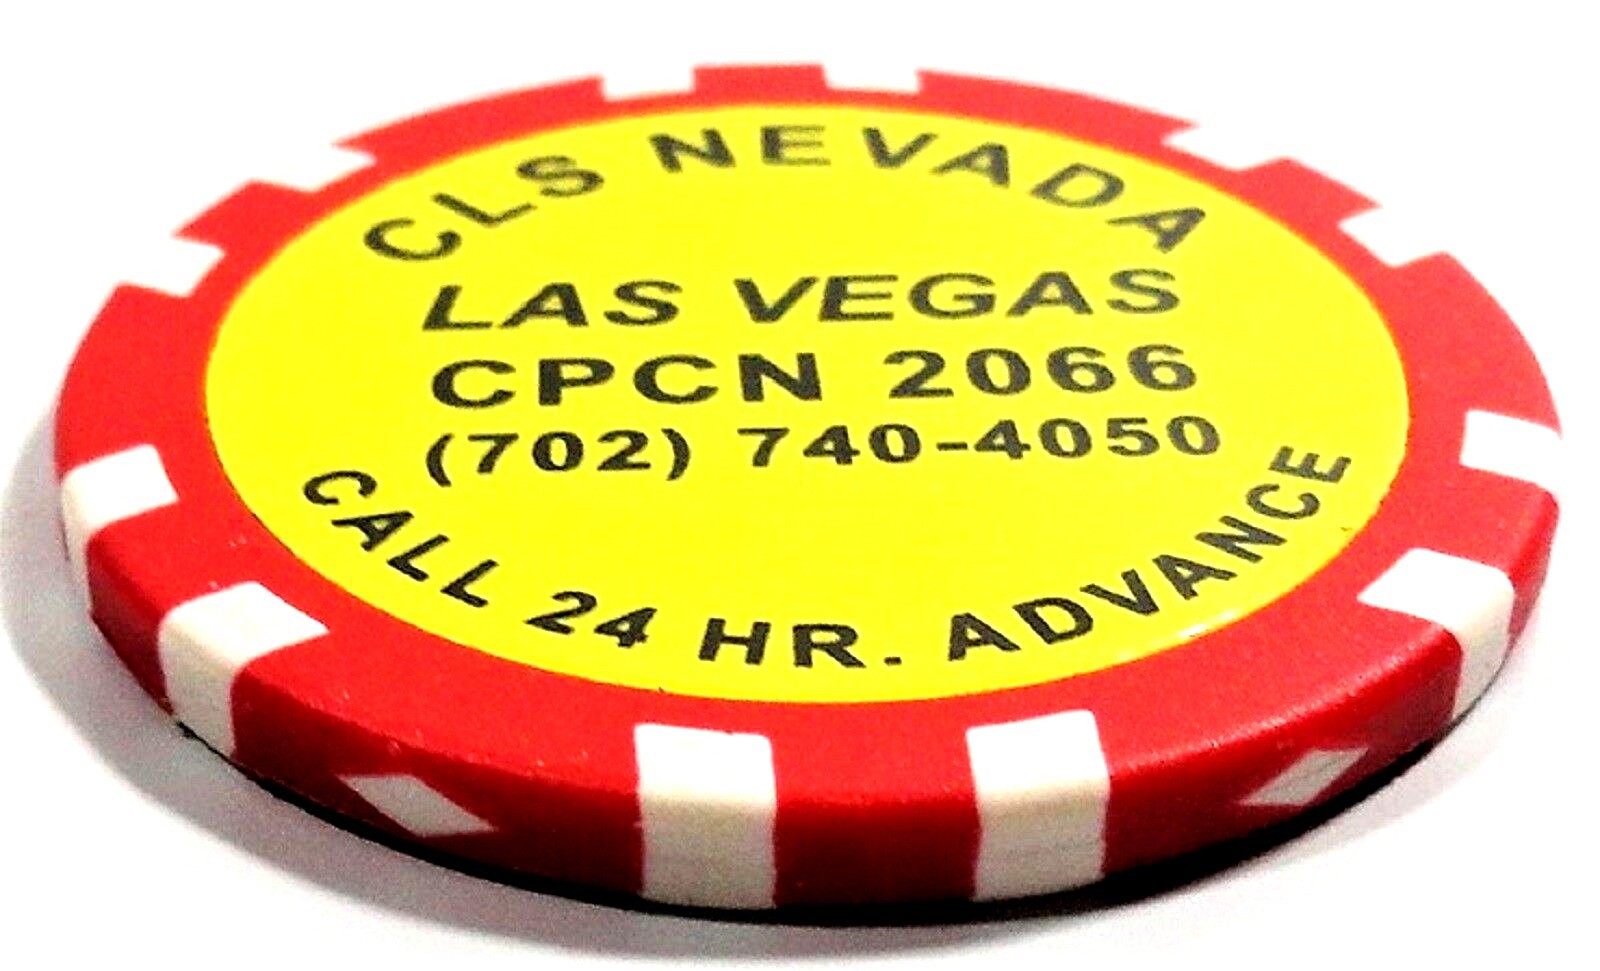 CLS NEVADA
LAS VEGAS
CPCN 2066
(702) 740-4050
CALL 24 HR. ADVANCE